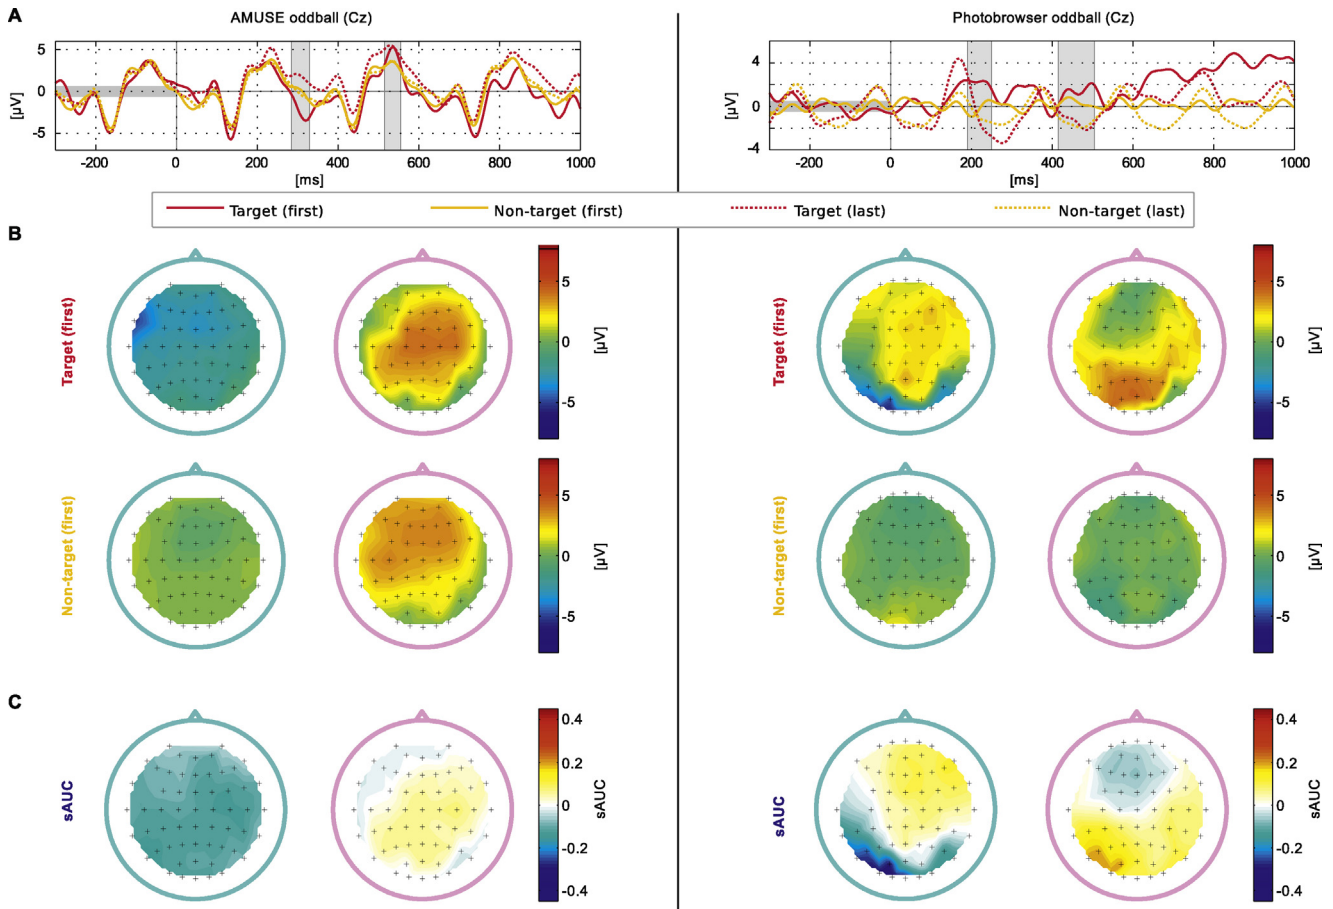 A
AMUSE oddball (Cz)
Photobrowser oddball (Cz)
[µV]
5
0
-5
-200 0 200 400 600 800 1000
[ms]
[µV]
4
2
0
-4
-200 0 200 400 600 800 1000
[ms]
Target (first) Non-target (first) Target (last) Non-target (last)
B
Target (first)
5
0
-5
[µV]
Target (first)
5
0
-5
[µV]
Non-target (first)
5
0
-5
[µV]
Non-target (first)
5
0
-5
[µV]
C
sAUC
0.4
0.2
0
-0.2
-0.4
sAUC
sAUC
0.4
0.2
0
-0.2
-0.4
sAUC